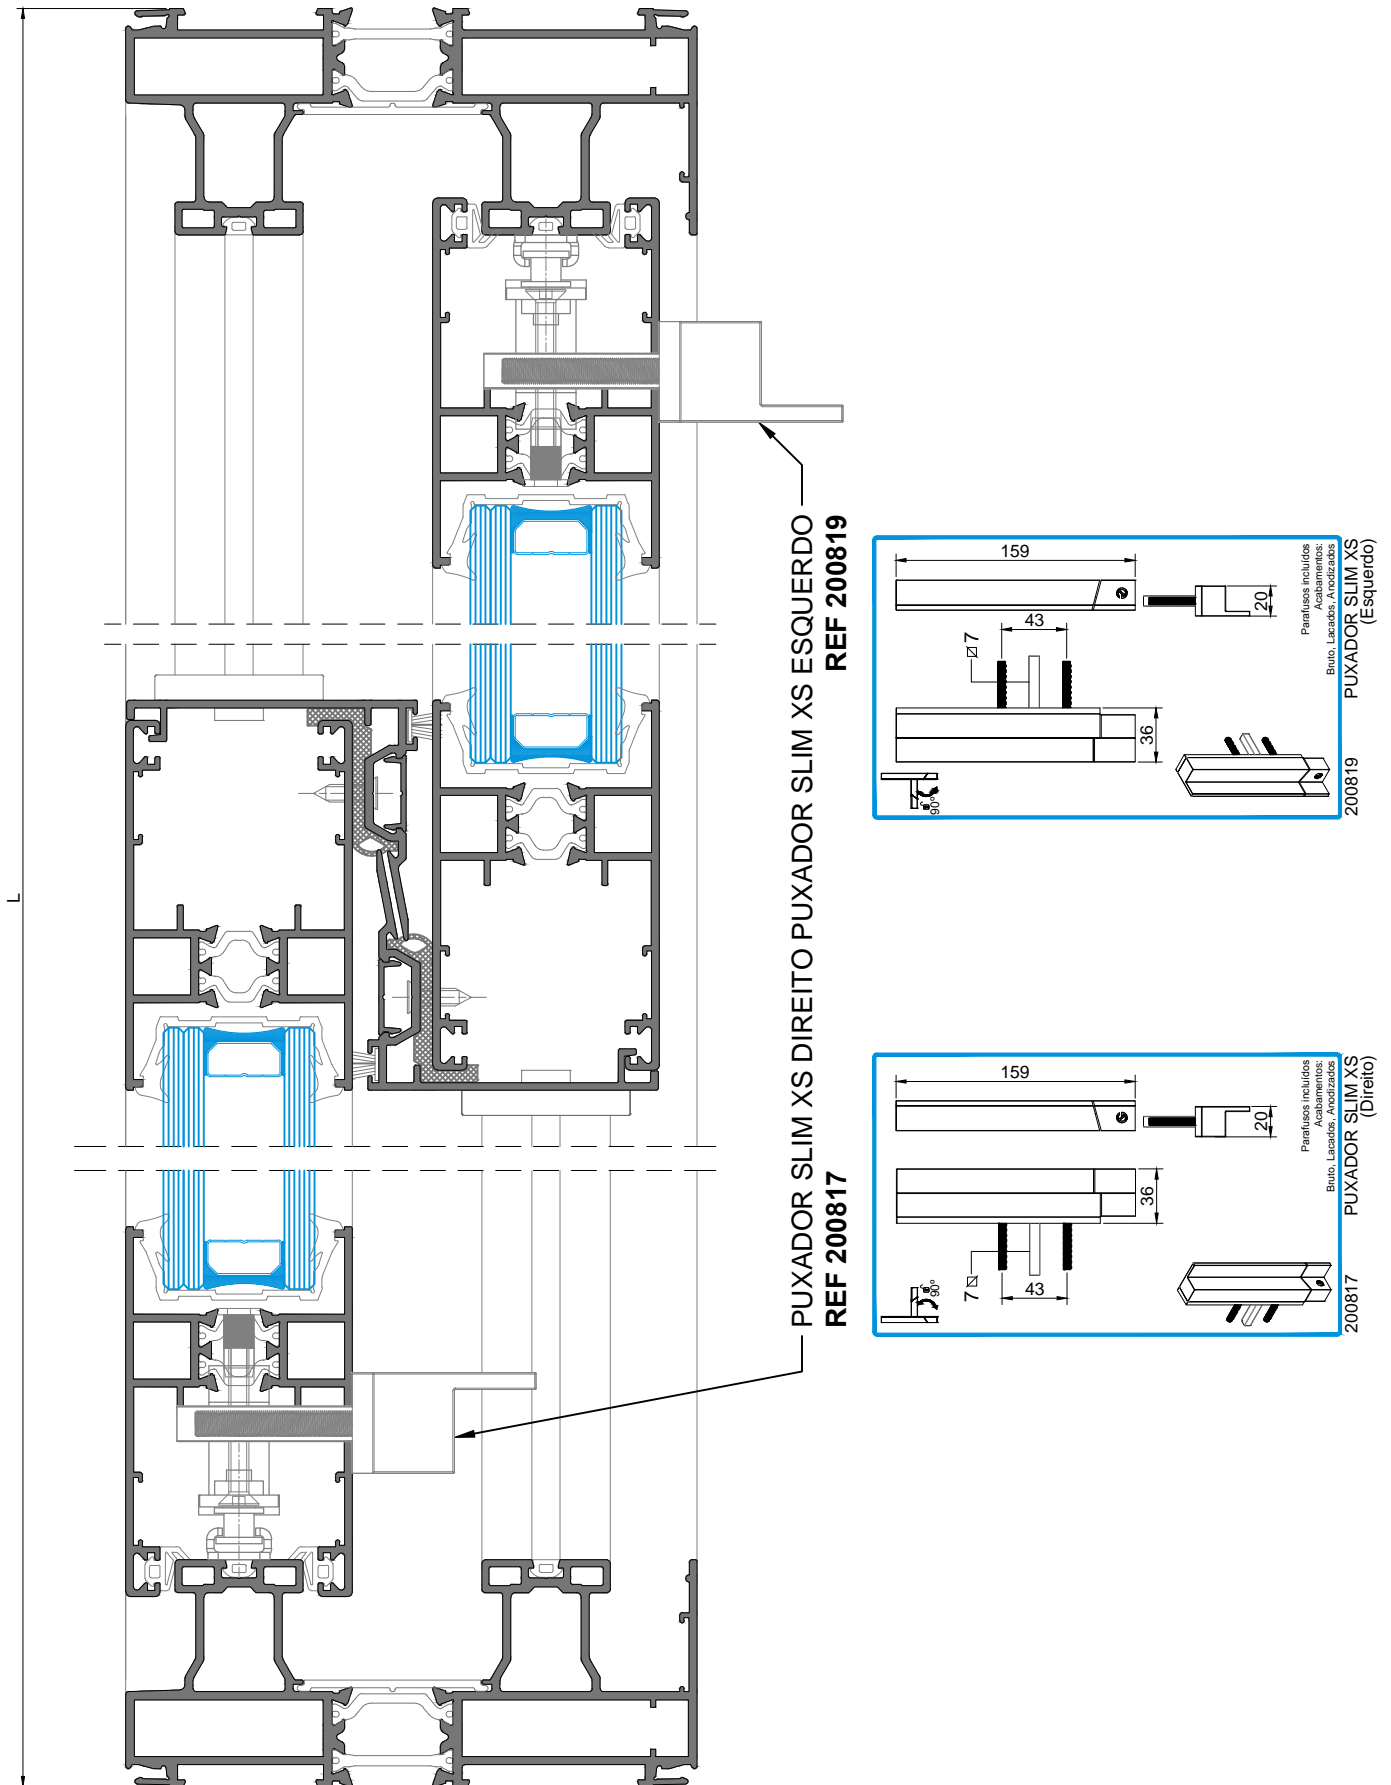 L
PUXADOR SLIM XS DIREITO
REF 200817
PUXADOR SLIM XS ESQUERDO
REF 200819
159
20
43
7
36
90°
Parafusos incluídos
Acabamentos:
Bruto, Lacados, Anodizados
200819
PUXADOR SLIM XS
(Esquerdo)
159
20
43
7
36
90°
Parafusos incluídos
Acabamentos:
Bruto, Lacados, Anodizados
200817
PUXADOR SLIM XS
(Direito)